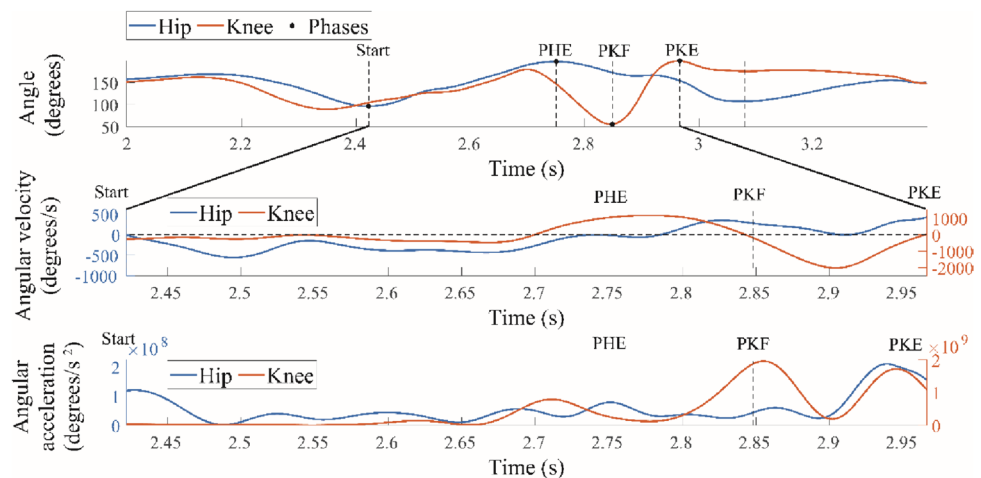 Hip Knee Phases
Start PHE PKF PKE
Angle
(degrees)
150
100
50
2 2.2 2.4 2.6 2.8 3 3.2
Time (s)
Start PHE PKF PKE
Hip Knee
Angular velocity
(degrees/s)
500
0
-500
-1000
1000
0
-1000
-2000
2.45 2.5 2.55 2.6 2.65 2.7 2.75 2.8 2.85 2.9 2.95
Time (s)
Start PHE PKF PKE
×10⁸
×10⁹
Hip Knee
Angular
acceleration
(degrees/s²)
2
1
0
2
1
0
2.45 2.5 2.55 2.6 2.65 2.7 2.75 2.8 2.85 2.9 2.95
Time (s)